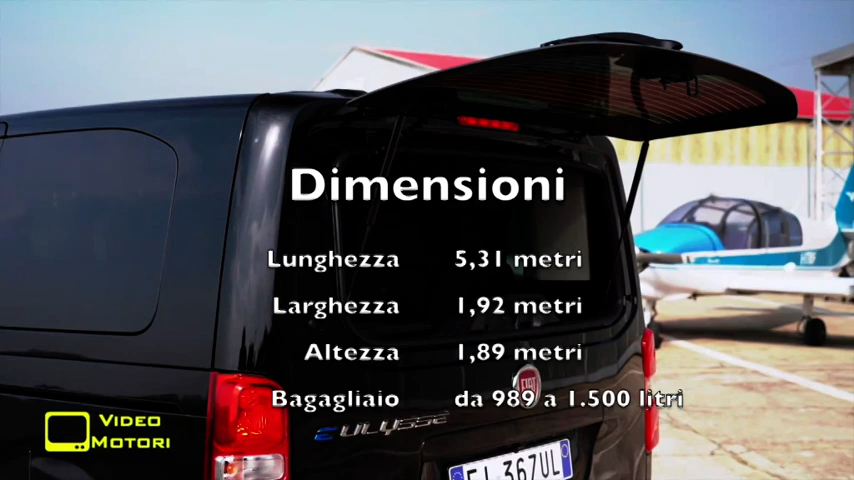 Dimensioni
Lunghezza 5,31 metri
Larghezza 1,92 metri
Altezza 1,89 metri
FIAT
Bagagliaio da 989 a 1.500 litri
VIDEO
MOTORI
E ULYSSE
367UL